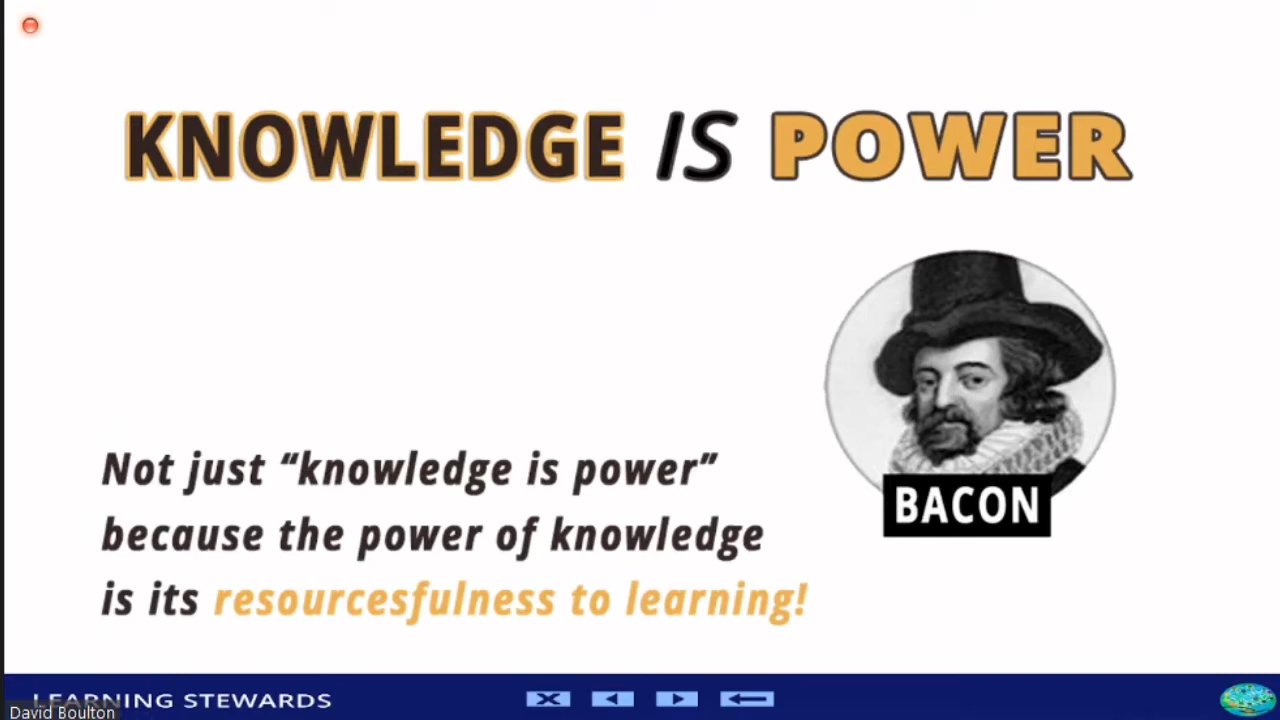 KNOWLEDGE IS POWER
BACON
Not just “knowledge is power”
because the power of knowledge
is its resourcesfulness to learning!
LEARNING STEWARDS
David Boulton